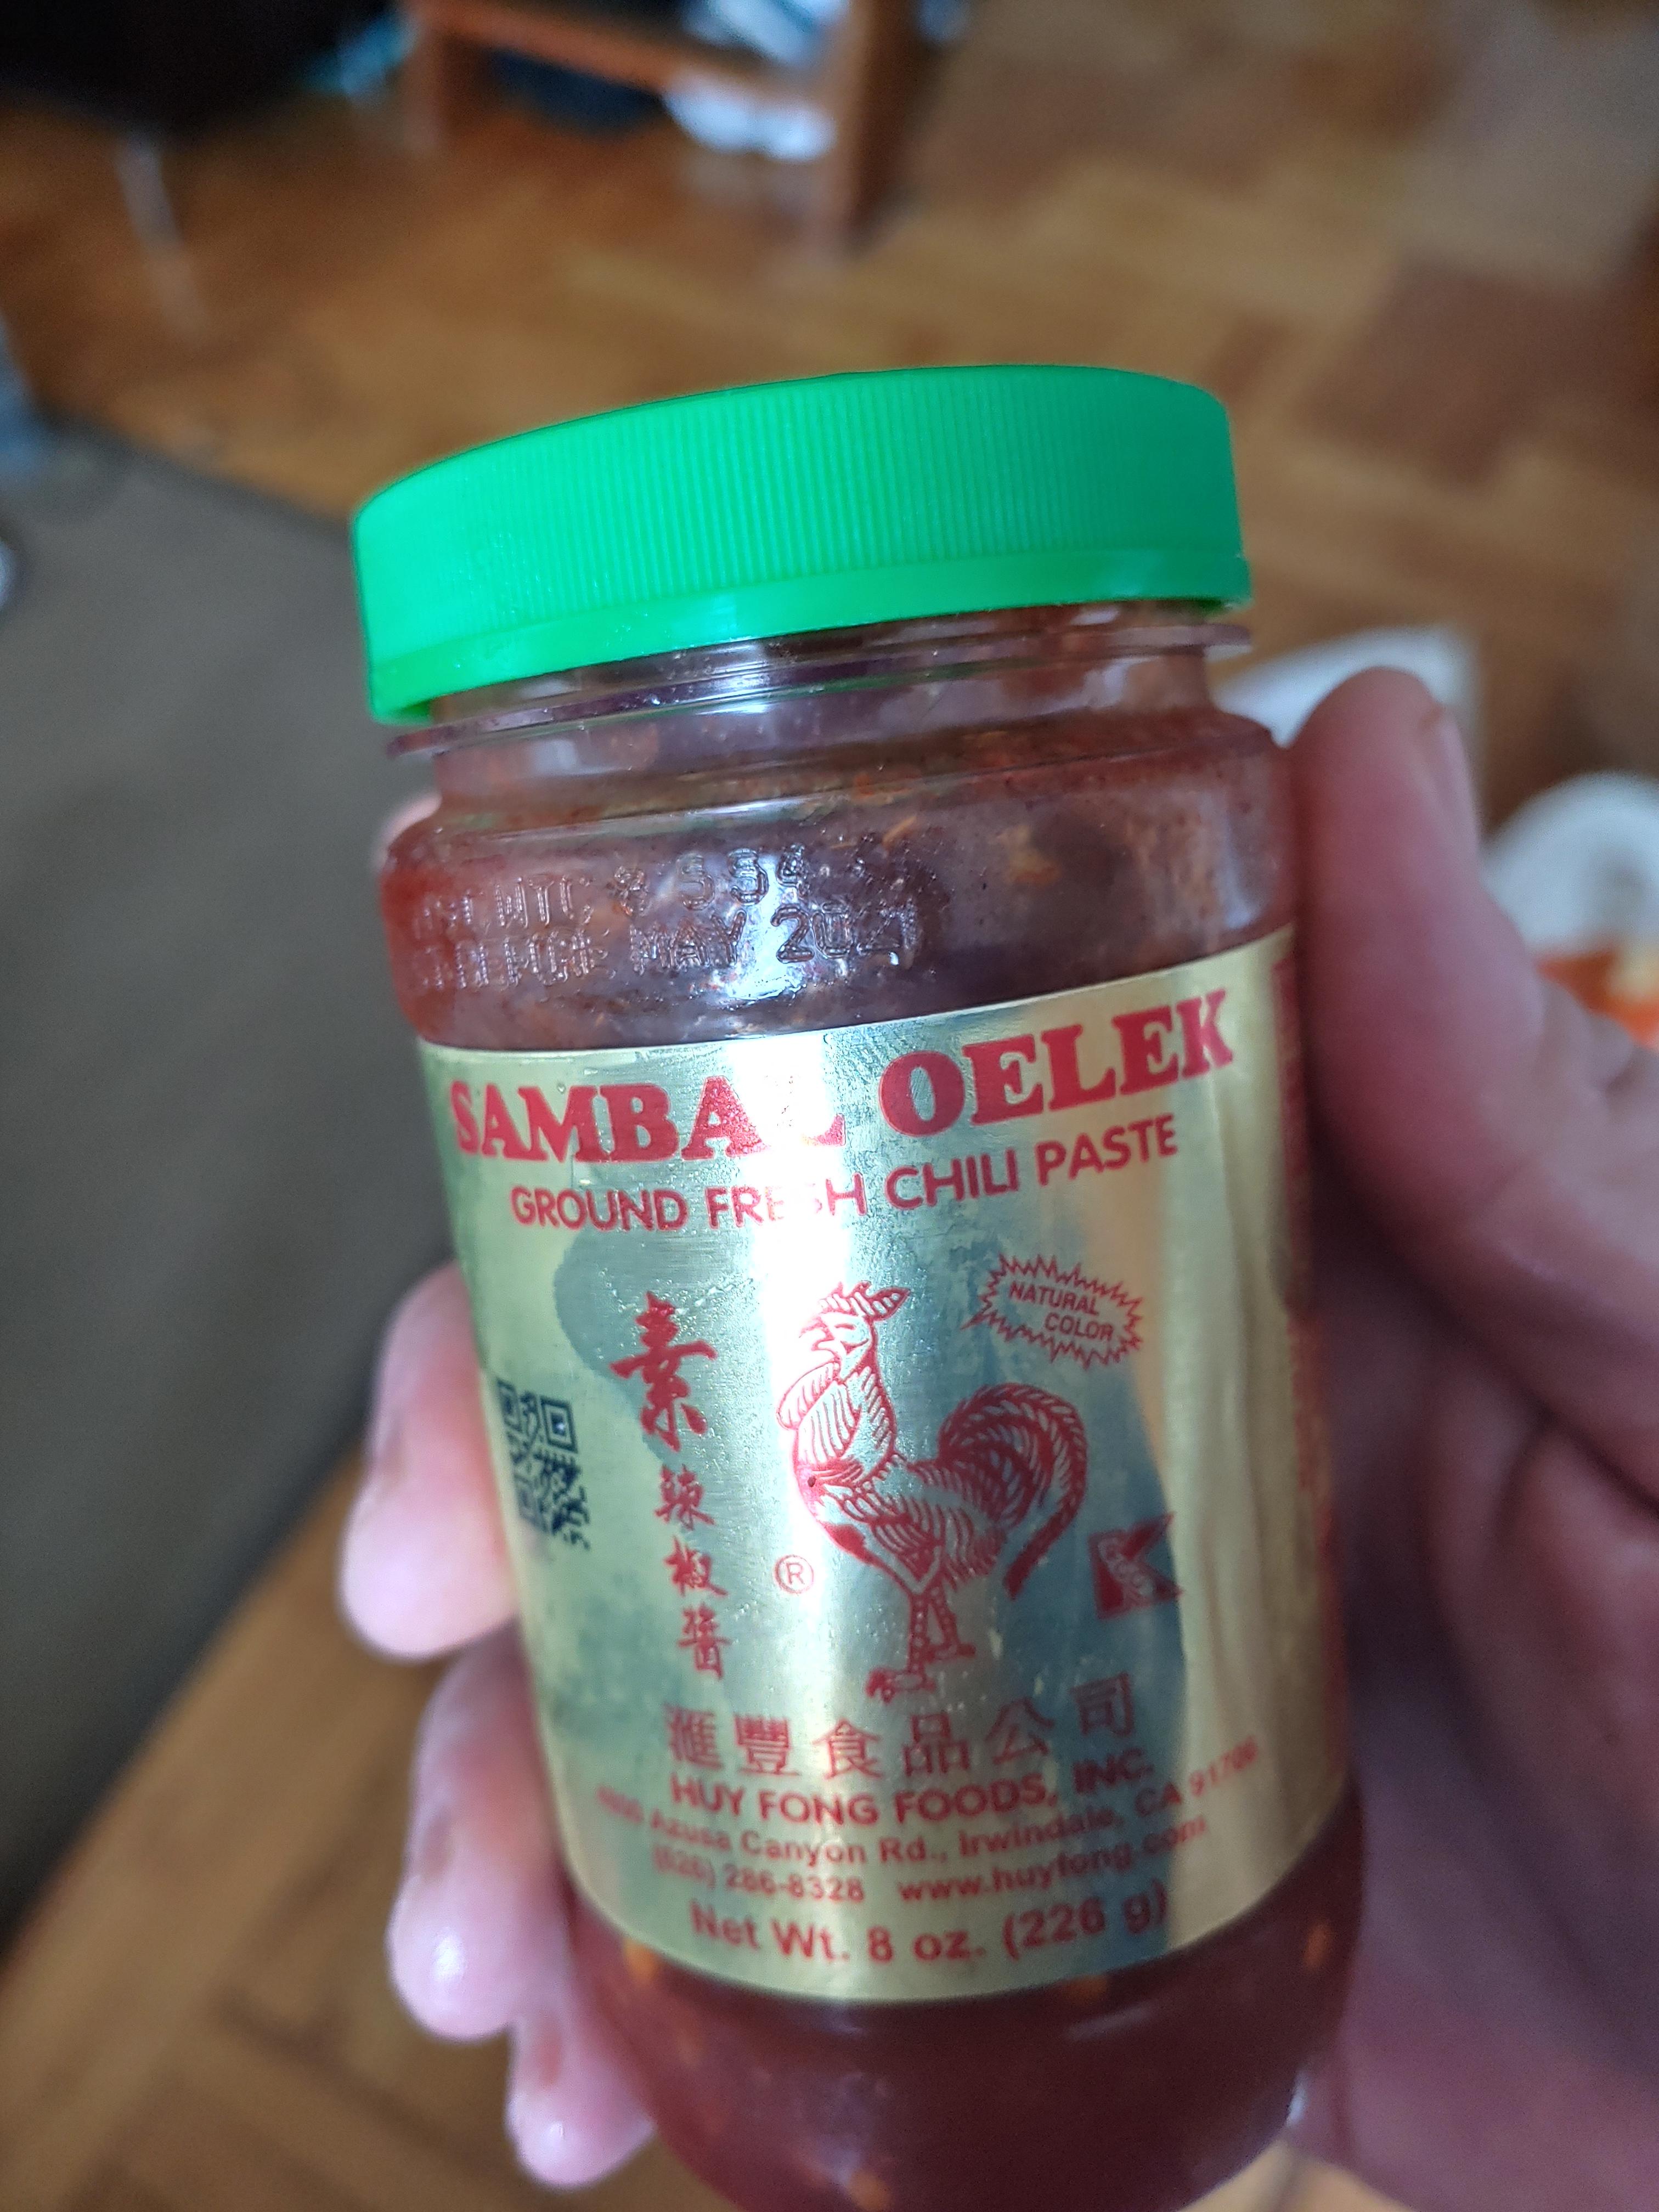 MAY 2021
SAMBAL OELEK
GROUND FRESH CHILI PASTE
NATURAL
COLOR
素
辣
椒
醬
®
K
滙豐食品公司
HUY FONG FOODS, INC.
Azusa Canyon Rd., Irwindale, CA 91706
(626) 286-8328 www.huyfong.com
Net Wt. 8 oz. (226 g)